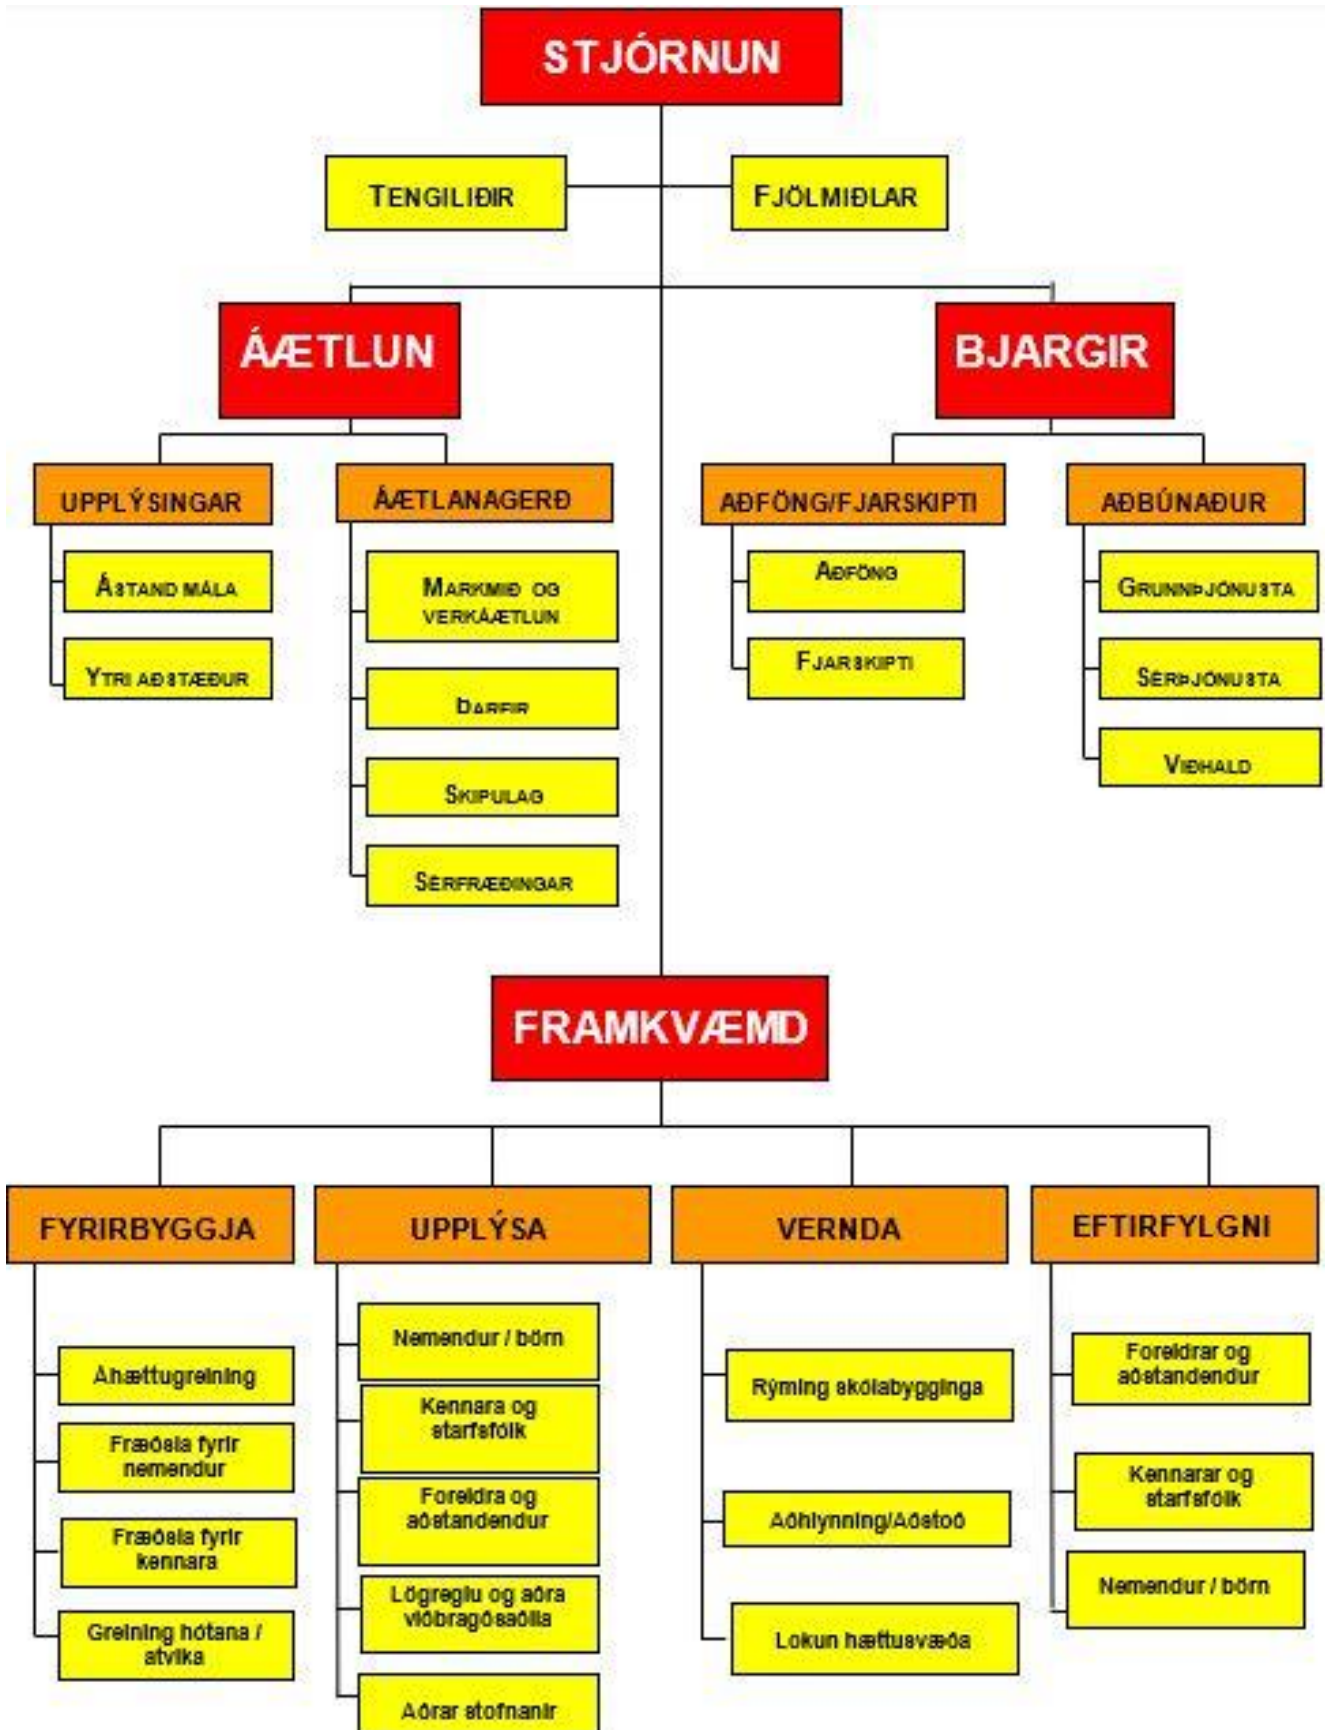 STJÓRNUN
TENGILIÐIR
FJÖLMIÐLAR
ÁÆTLUN
BJARGIR
UPPLÝSINGAR
ÁÆTLANAGERÐ
AÐFÖNG/FJARSKIPTI
AÐBÚNAÐUR
ÁSTAND MÁLA
YTRI AÐSTÆÐUR
MARKMIÐ OG
VERKÁÆTLUN
ÞARFIR
SKIPULAG
SÉRFRÆÐINGAR
AÐFÖNG
FJARSKIPTI
GRUNNÞJÓNUSTA
SÉRÞJÓNUSTA
VIÐHALD
FRAMKVÆMD
FYRIRBYGGJA
UPPLÝSA
VERNDA
EFTIRFYLGNI
Áhættugreining
Fræðsla fyrir
nemendur
Fræðsla fyrir
kennara
Greining hótana /
atvika
Nemendur / börn
Kennara og
starfsfólk
Foreldra og
aðstandendur
Lögreglu og aðra
viðbragðsaðila
Aðrar stofnanir
Rýming skólabygginga
Aðhlynning/Aðstoð
Lokun hættusvæða
Foreldrar og
aðstandendur
Kennarar og
starfsfólk
Nemendur / börn